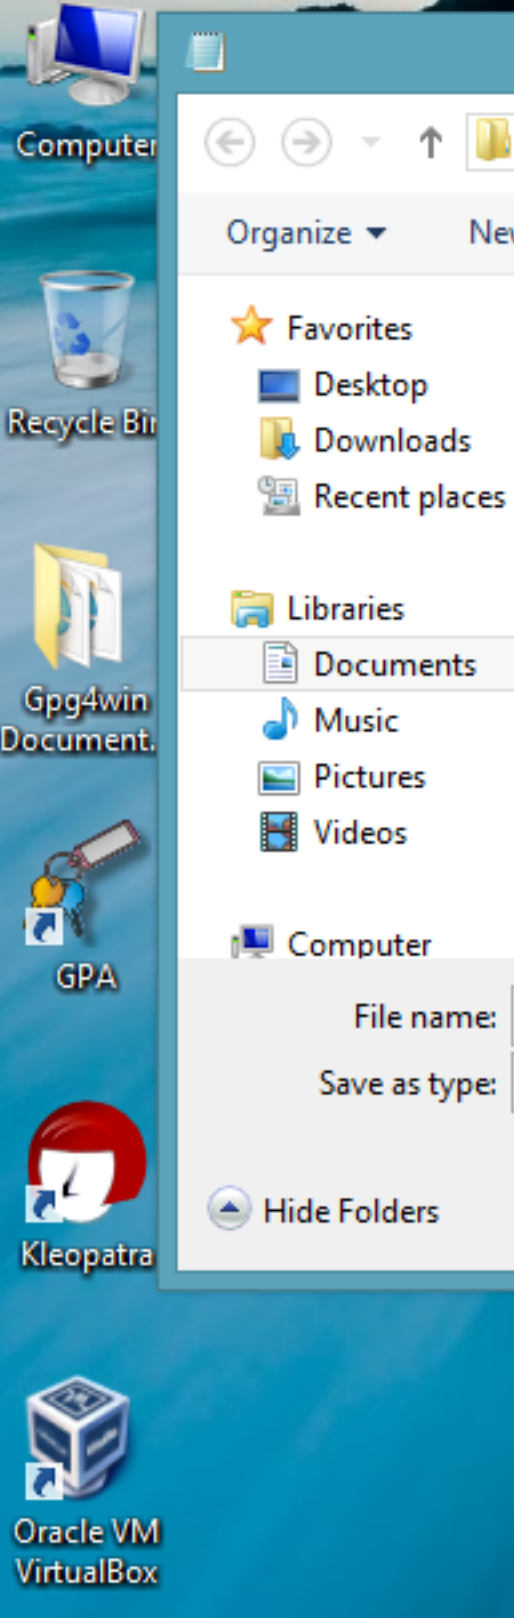 Computer
Recycle Bin
Gpg4win
Document.
GPA
Kleopatra
Oracle VM
VirtualBox
Organize
Favorites
Desktop
Downloads
Recent places
Libraries
Documents
Music
Pictures
Videos
Computer
File name:
Save as type:
Hide Folders